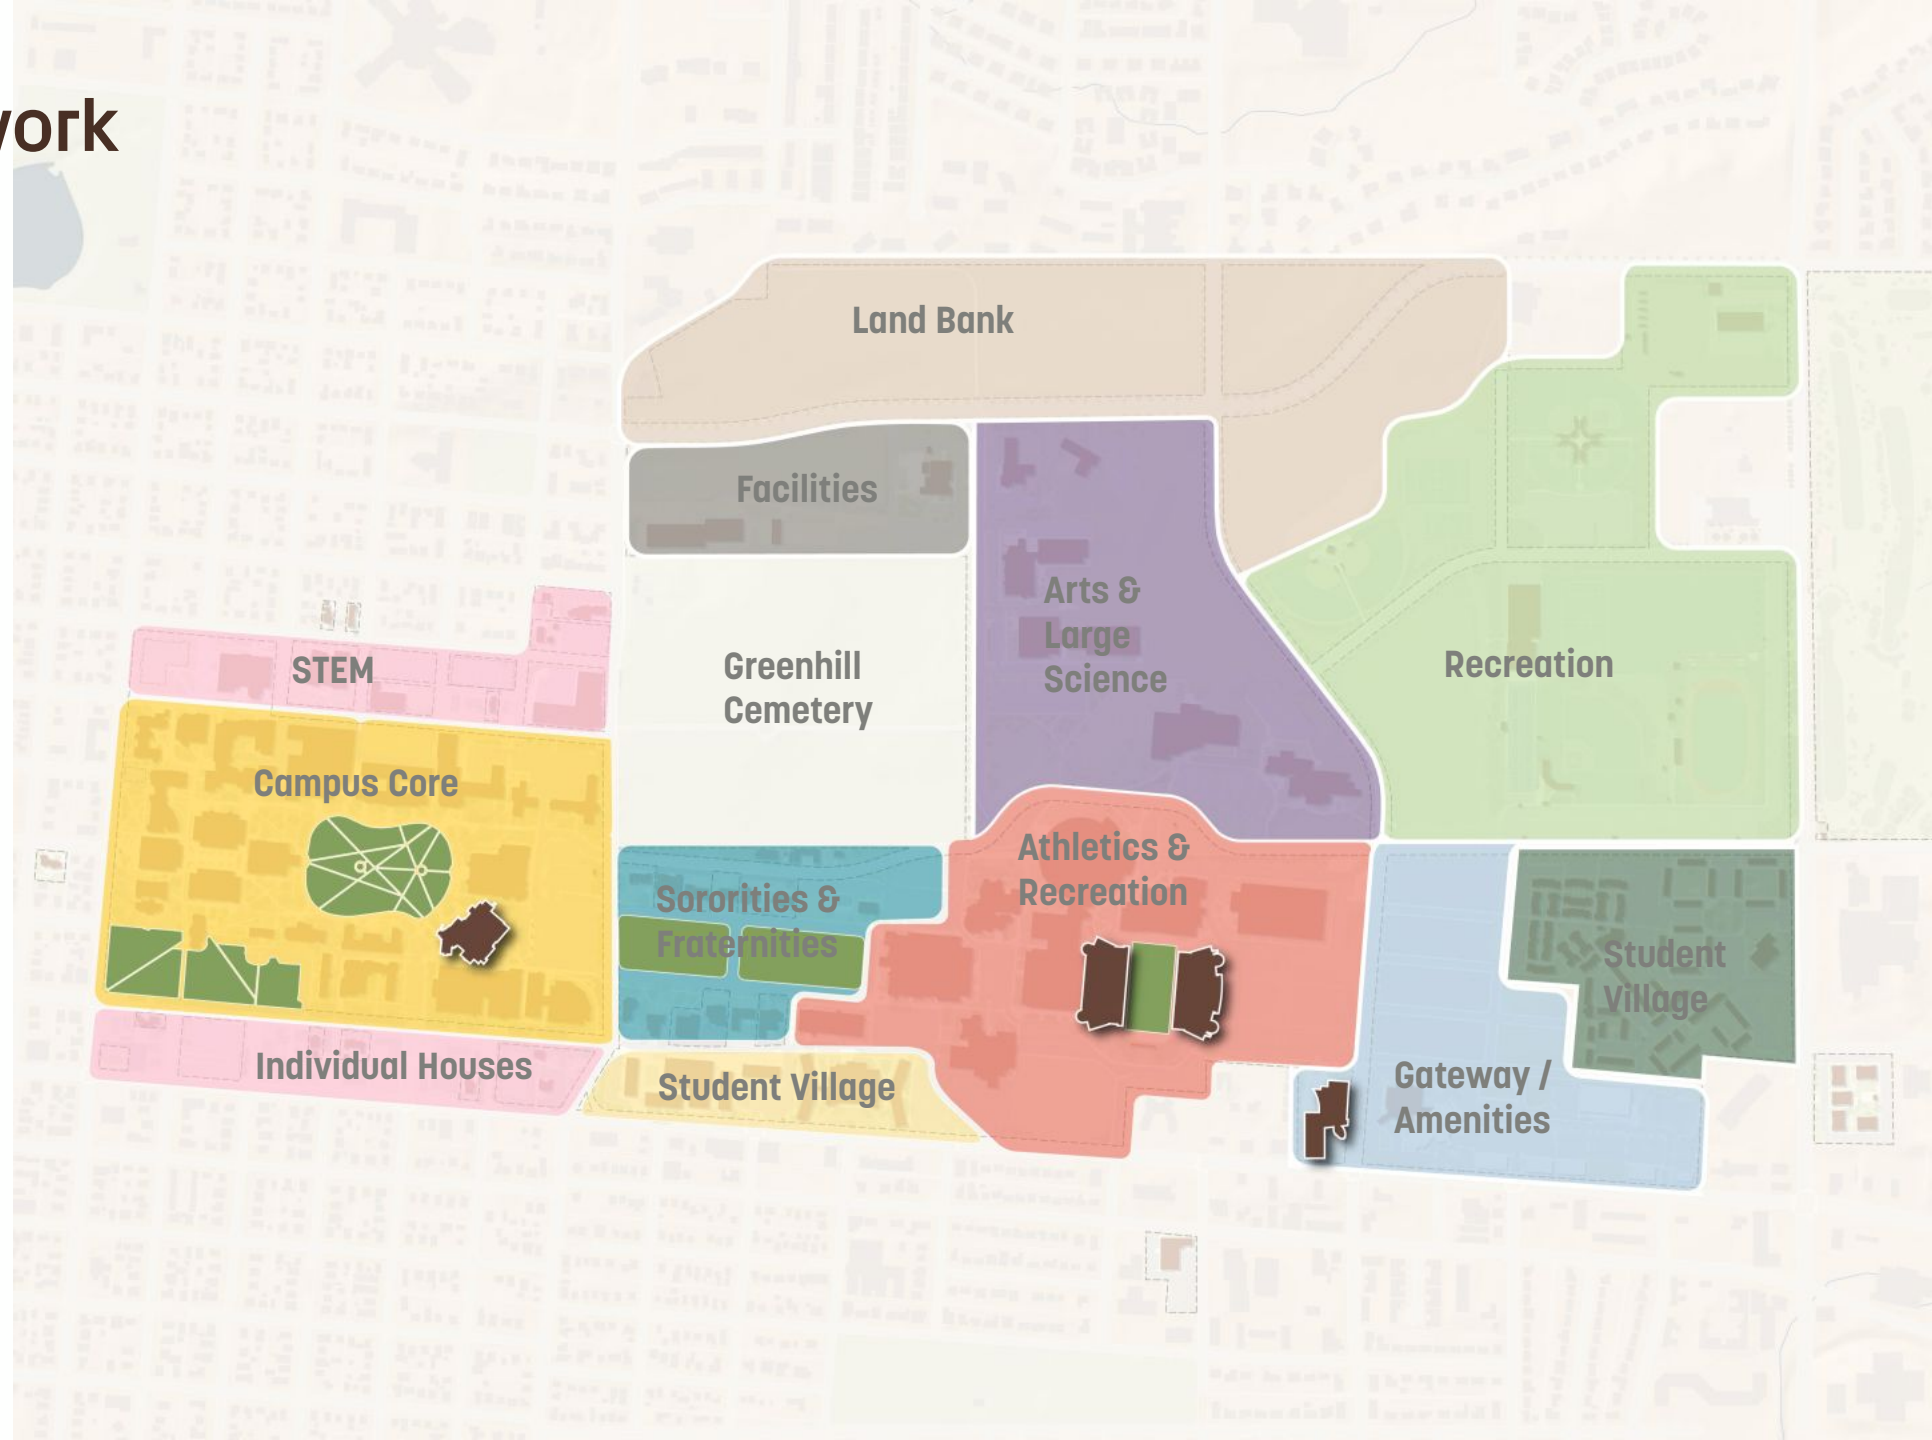 Land Bank
Facilities
Arts &
Large
Science
Greenhill
Cemetery
Recreation
STEM
Campus Core
Athletics &
Recreation
Sororities &
Fraternities
Student
Village
Individual Houses
Student Village
Gateway /
Amenities